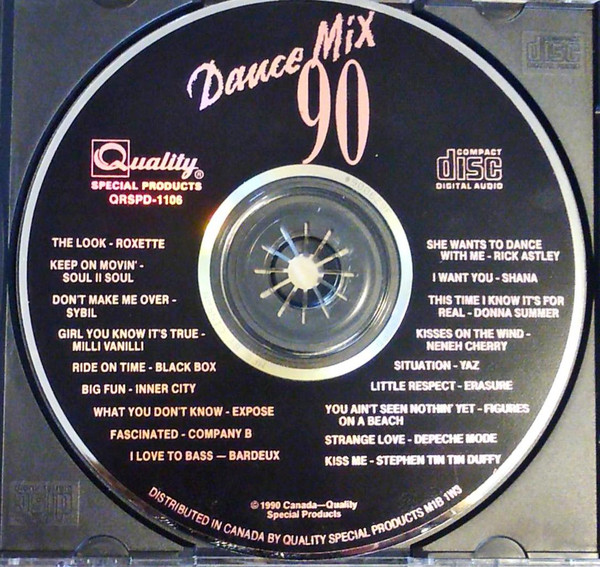 Dance Mix
90
Quality®
SPECIAL PRODUCTS
QRSPD-1106
COMPACT
disc
DIGITAL AUDIO
THE LOOK - ROXETTE
KEEP ON MOVIN' -
SOUL II SOUL
DON'T MAKE ME OVER -
SYBIL
GIRL YOU KNOW IT'S TRUE -
MILLI VANILLI
RIDE ON TIME - BLACK BOX
BIG FUN - INNER CITY
WHAT YOU DON'T KNOW - EXPOSE
FASCINATED - COMPANY B
I LOVE TO BASS — BARDEUX
SHE WANTS TO DANCE
WITH ME - RICK ASTLEY
I WANT YOU - SHANA
THIS TIME I KNOW IT'S FOR
REAL - DONNA SUMMER
KISSES ON THE WIND -
NENEH CHERRY
SITUATION - YAZ
LITTLE RESPECT - ERASURE
YOU AIN'T SEEN NOTHIN' YET - FIGURES
ON A BEACH
STRANGE LOVE - DEPECHE MODE
KISS ME - STEPHEN TIN TIN DUFFY
© 1990 Canada—Quality
Special Products
DISTRIBUTED IN CANADA BY QUALITY SPECIAL PRODUCTS M1B 1W3
disc